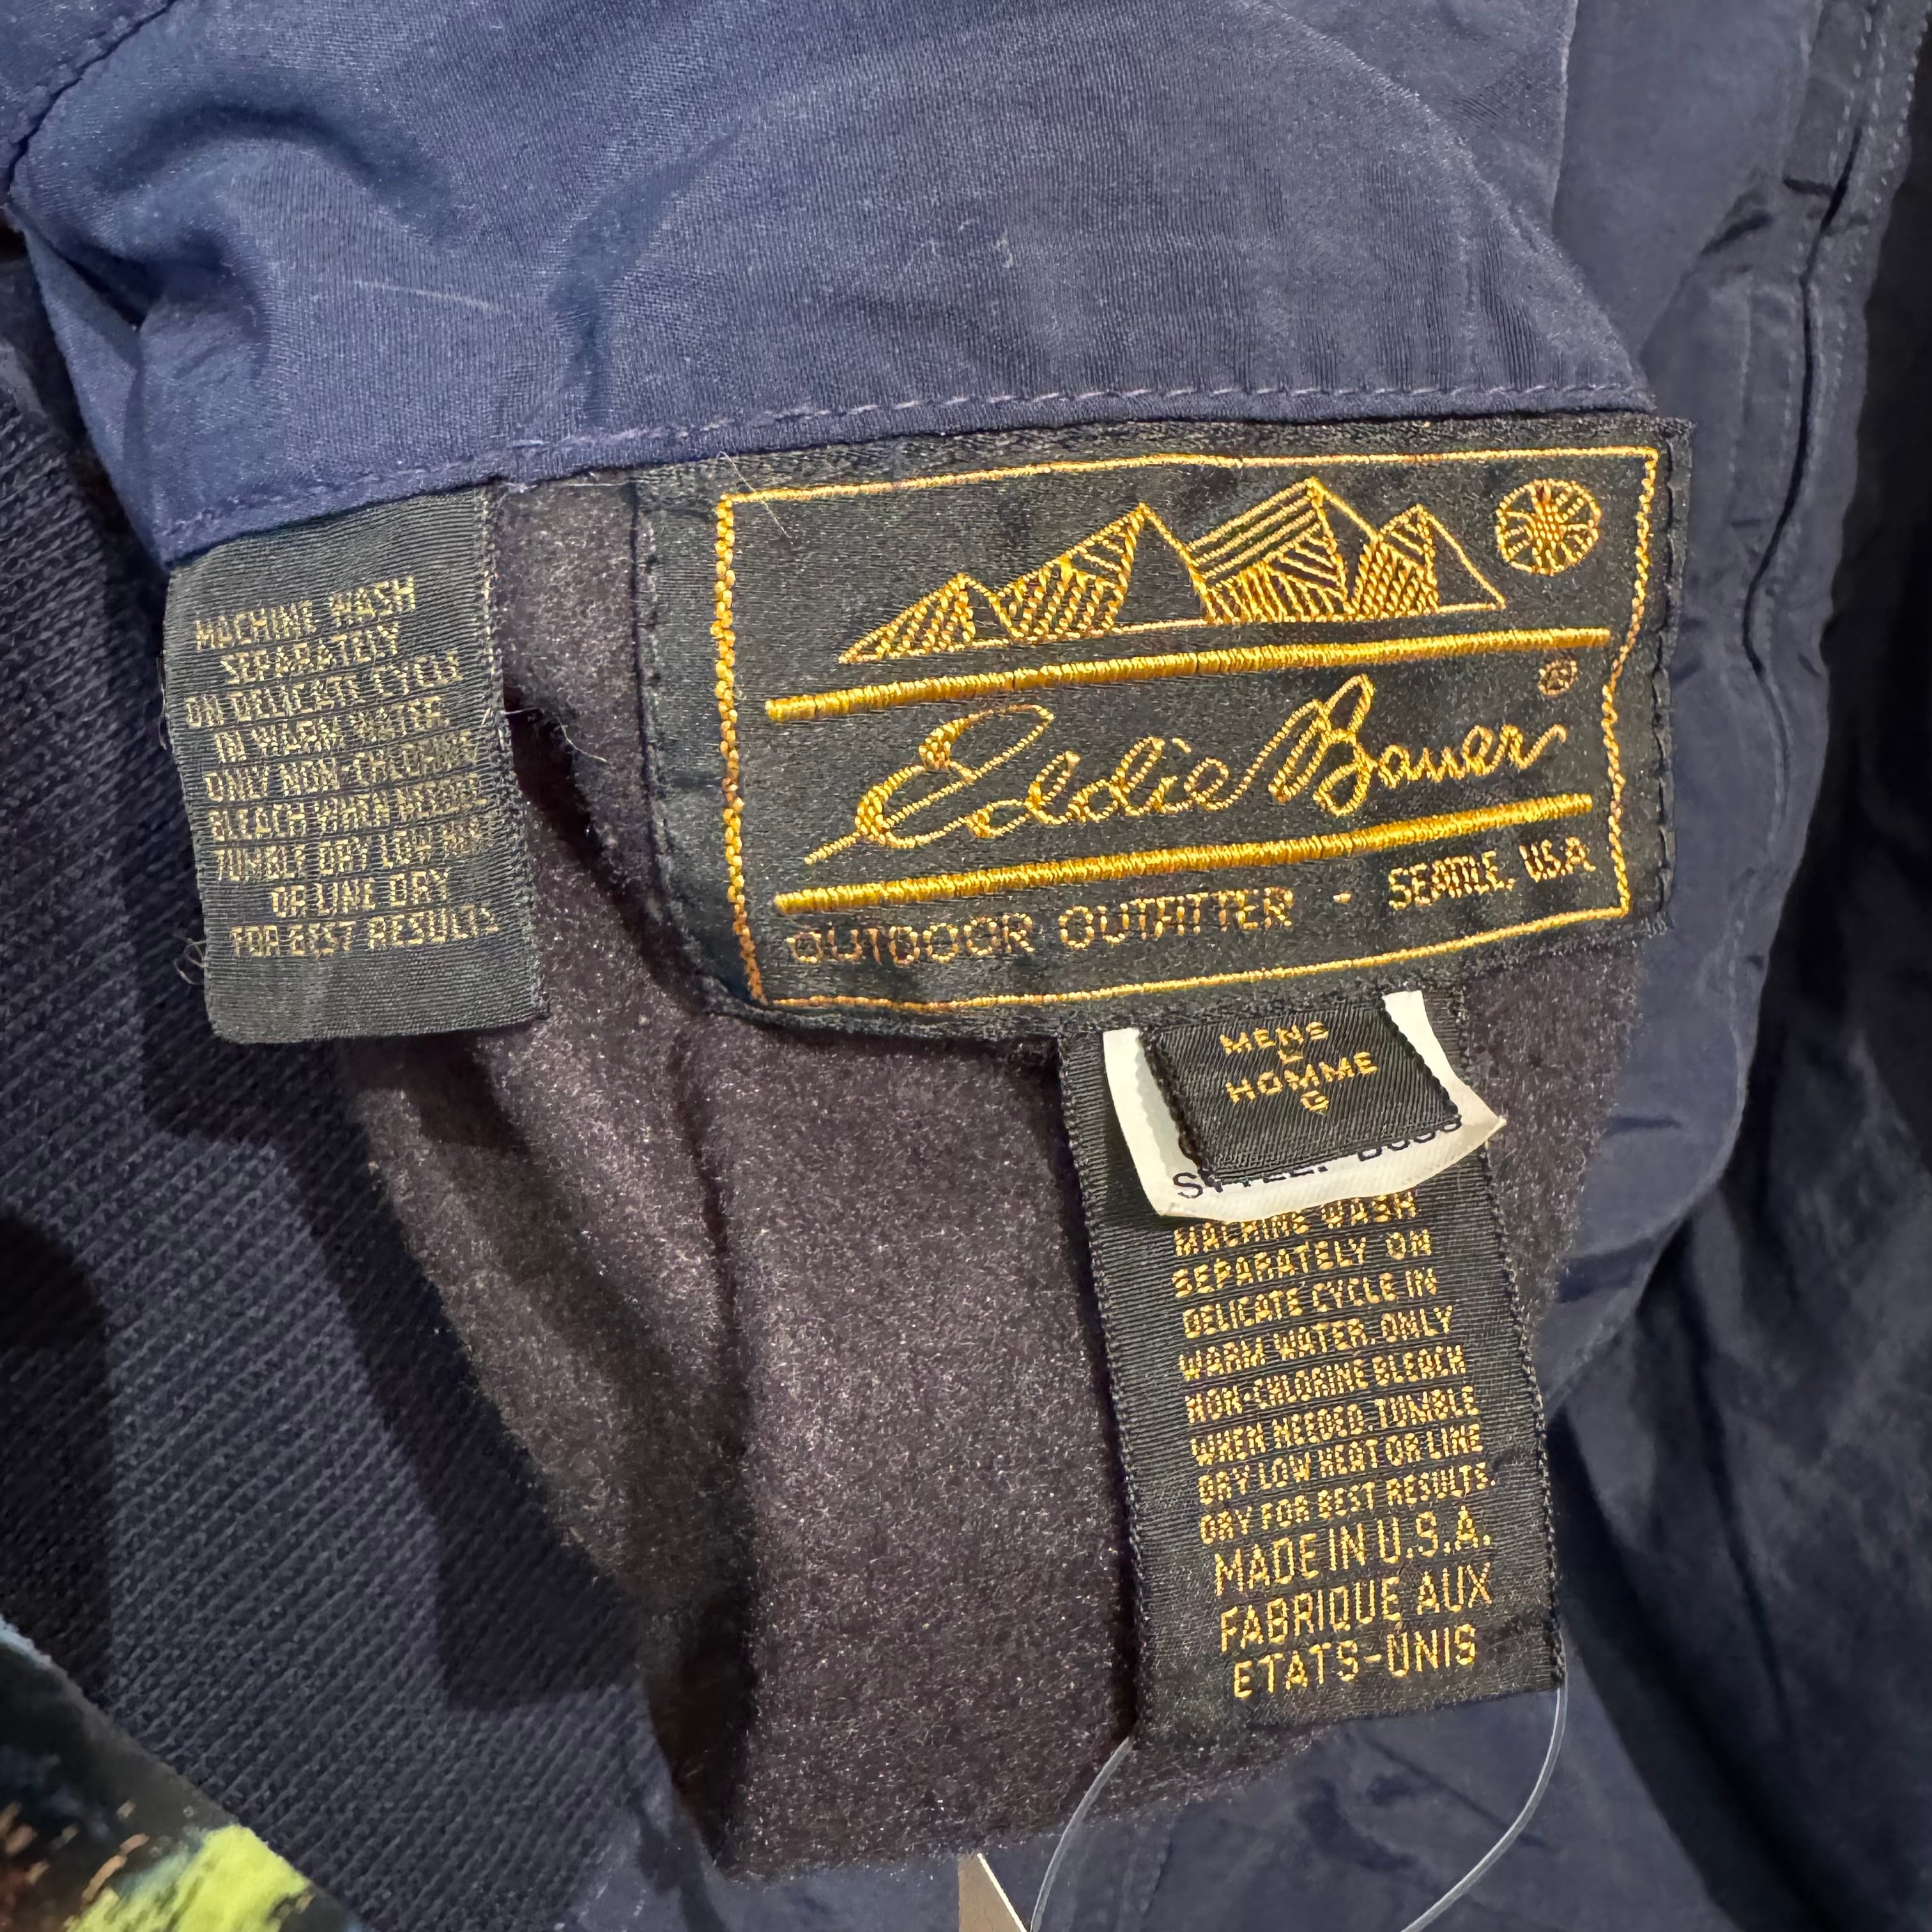 MACHINE WASH
SEPARATELY
ON DELICATE CYCLE
IN WARM WATER
ONLY NON-CHLORINE
BLEACH WHEN NEEDED
TUMBLE DRY LOW HEAT
OR LINE DRY
FOR BEST RESULTS
Eddie Bauer ®
OUTDOOR OUTFITTER - SEATTLE, U.S.A.
MENS
L
HOMME
G
MACHINE WASH
SEPARATELY ON
DELICATE CYCLE IN
WARM WATER. ONLY
NON-CHLORINE BLEACH
WHEN NEEDED. TUMBLE
DRY LOW HEAT OR LINE
DRY FOR BEST RESULTS.
MADE IN U.S.A.
FABRIQUE AUX
ETATS-UNIS